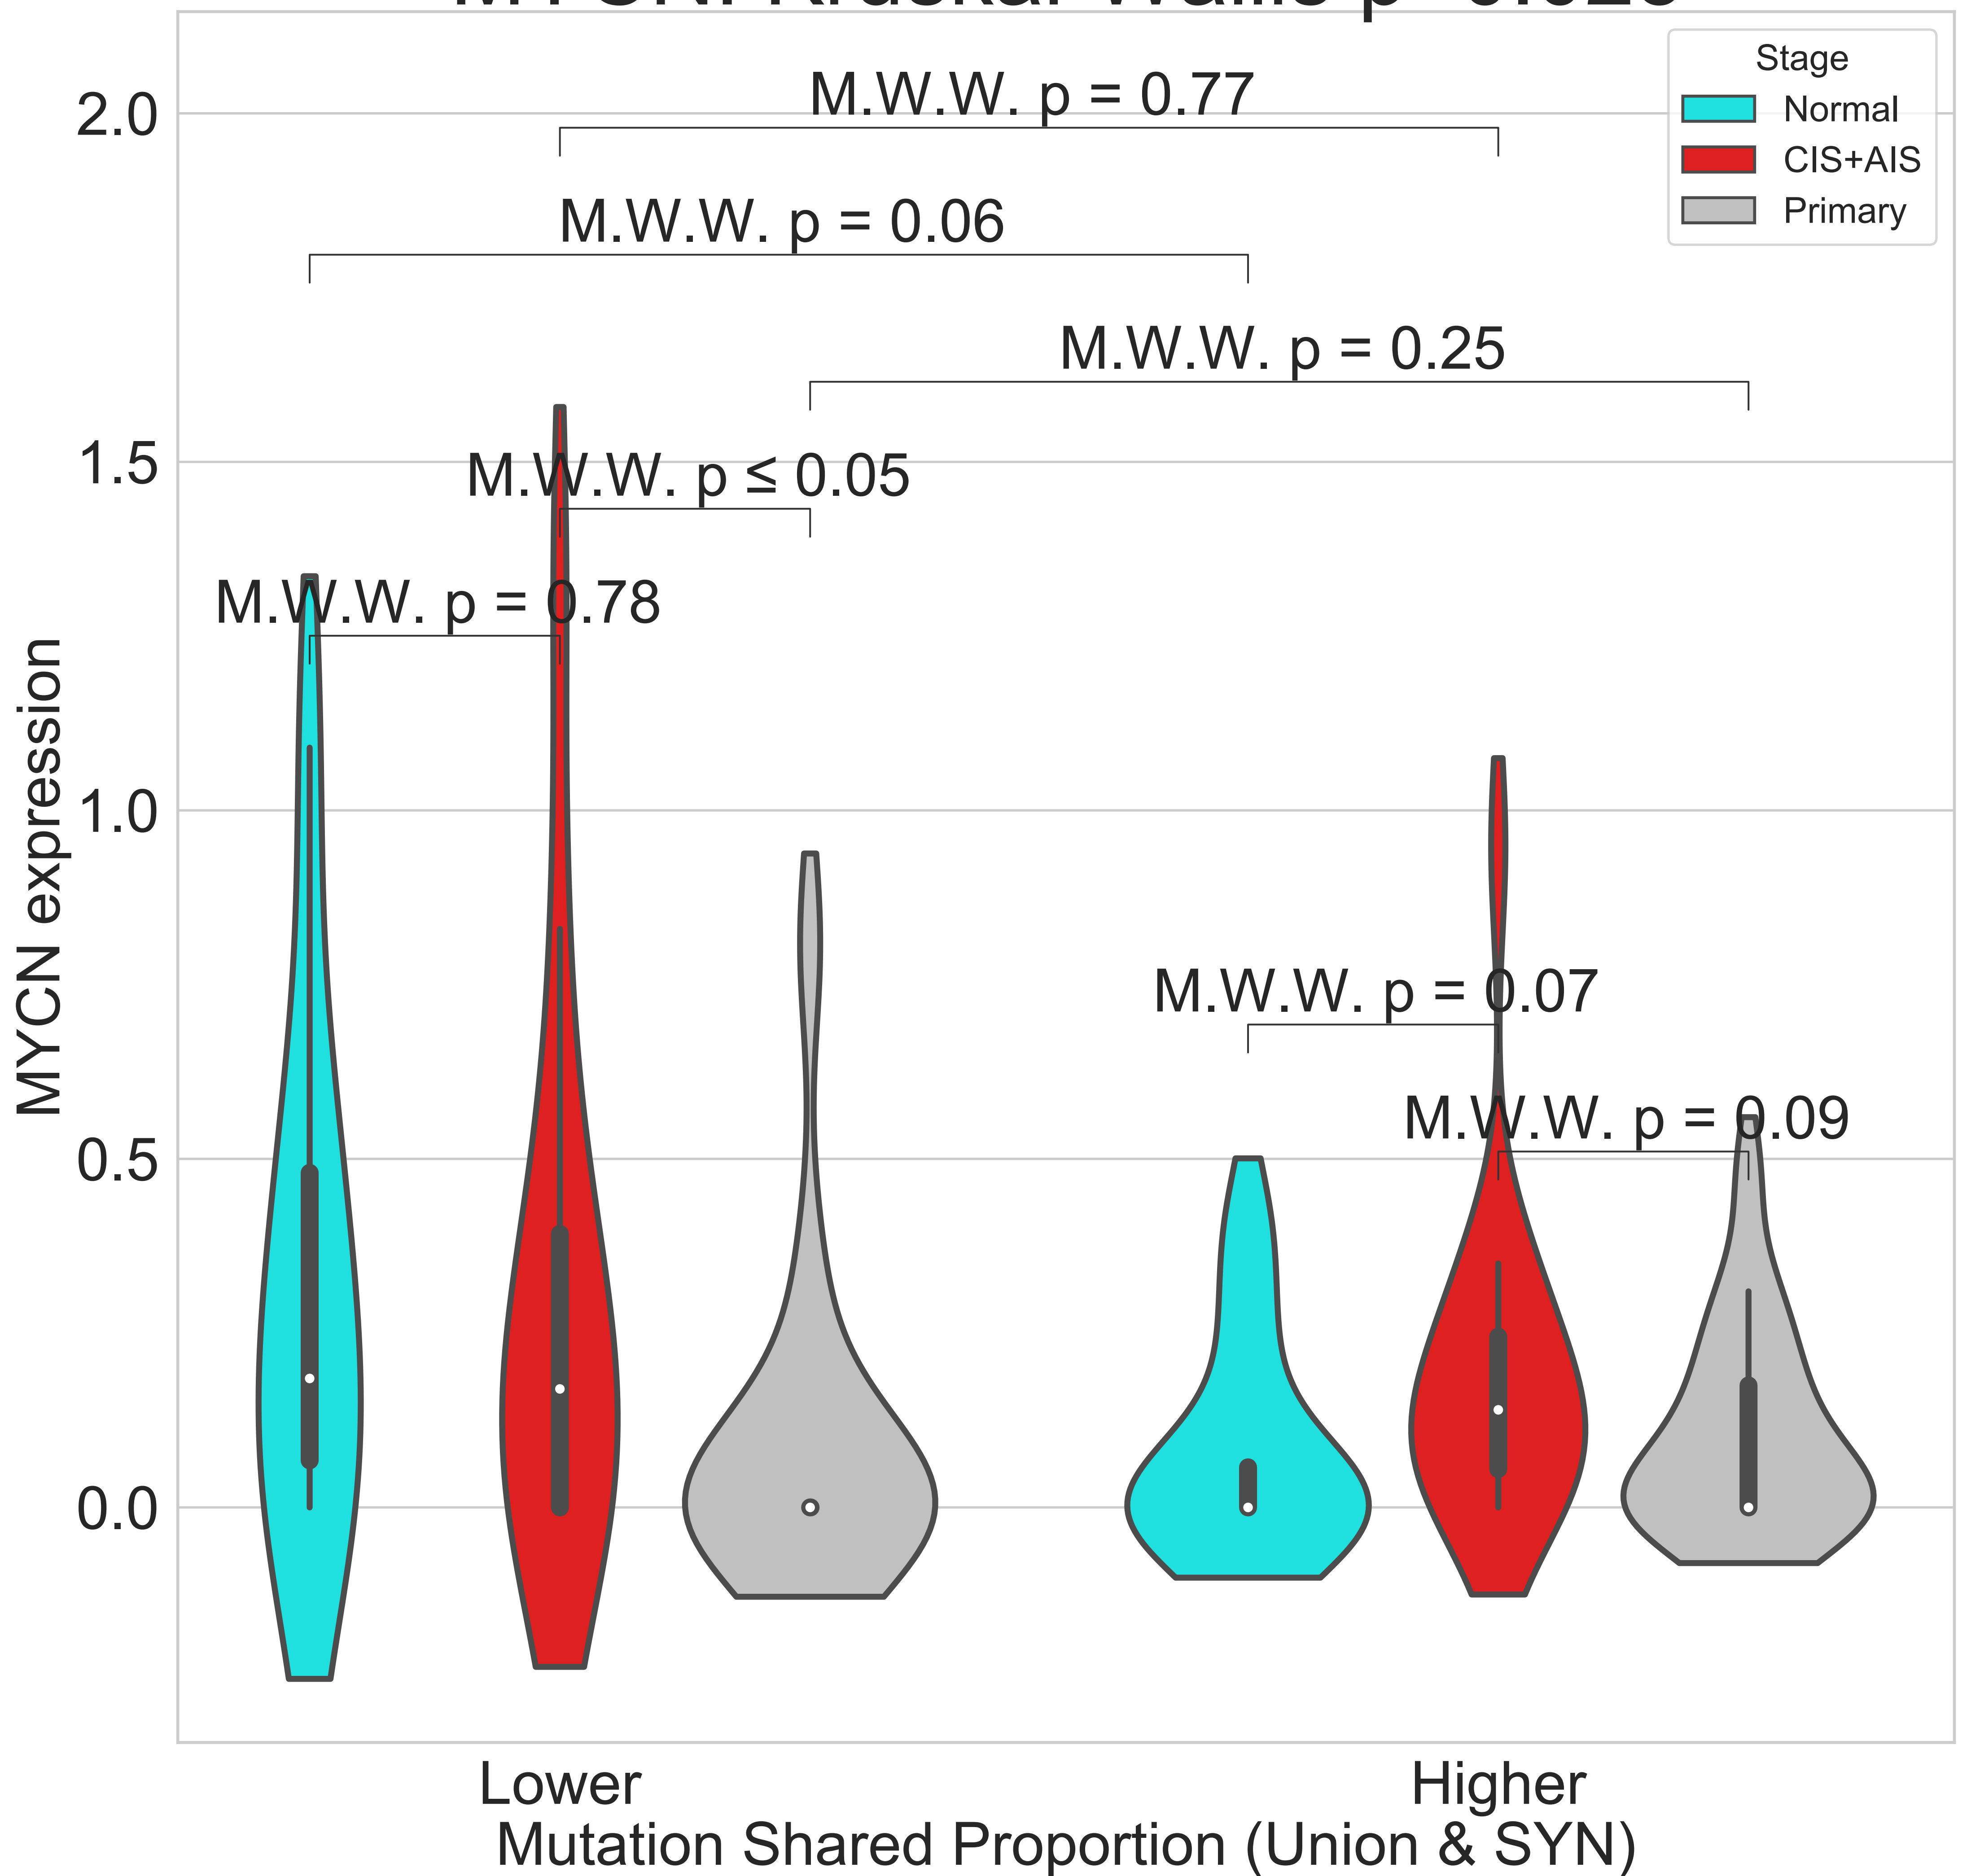 Stage
Normal
CIS+AIS
Primary
2.0
1.5
1.0
0.5
0.0
MYCN expression
M.W.W. p = 0.77
M.W.W. p = 0.06
M.W.W. p = 0.25
M.W.W. p ≤ 0.05
M.W.W. p = 0.78
M.W.W. p = 0.07
M.W.W. p = 0.09
Lower
Higher
Mutation Shared Proportion (Union & SYN)